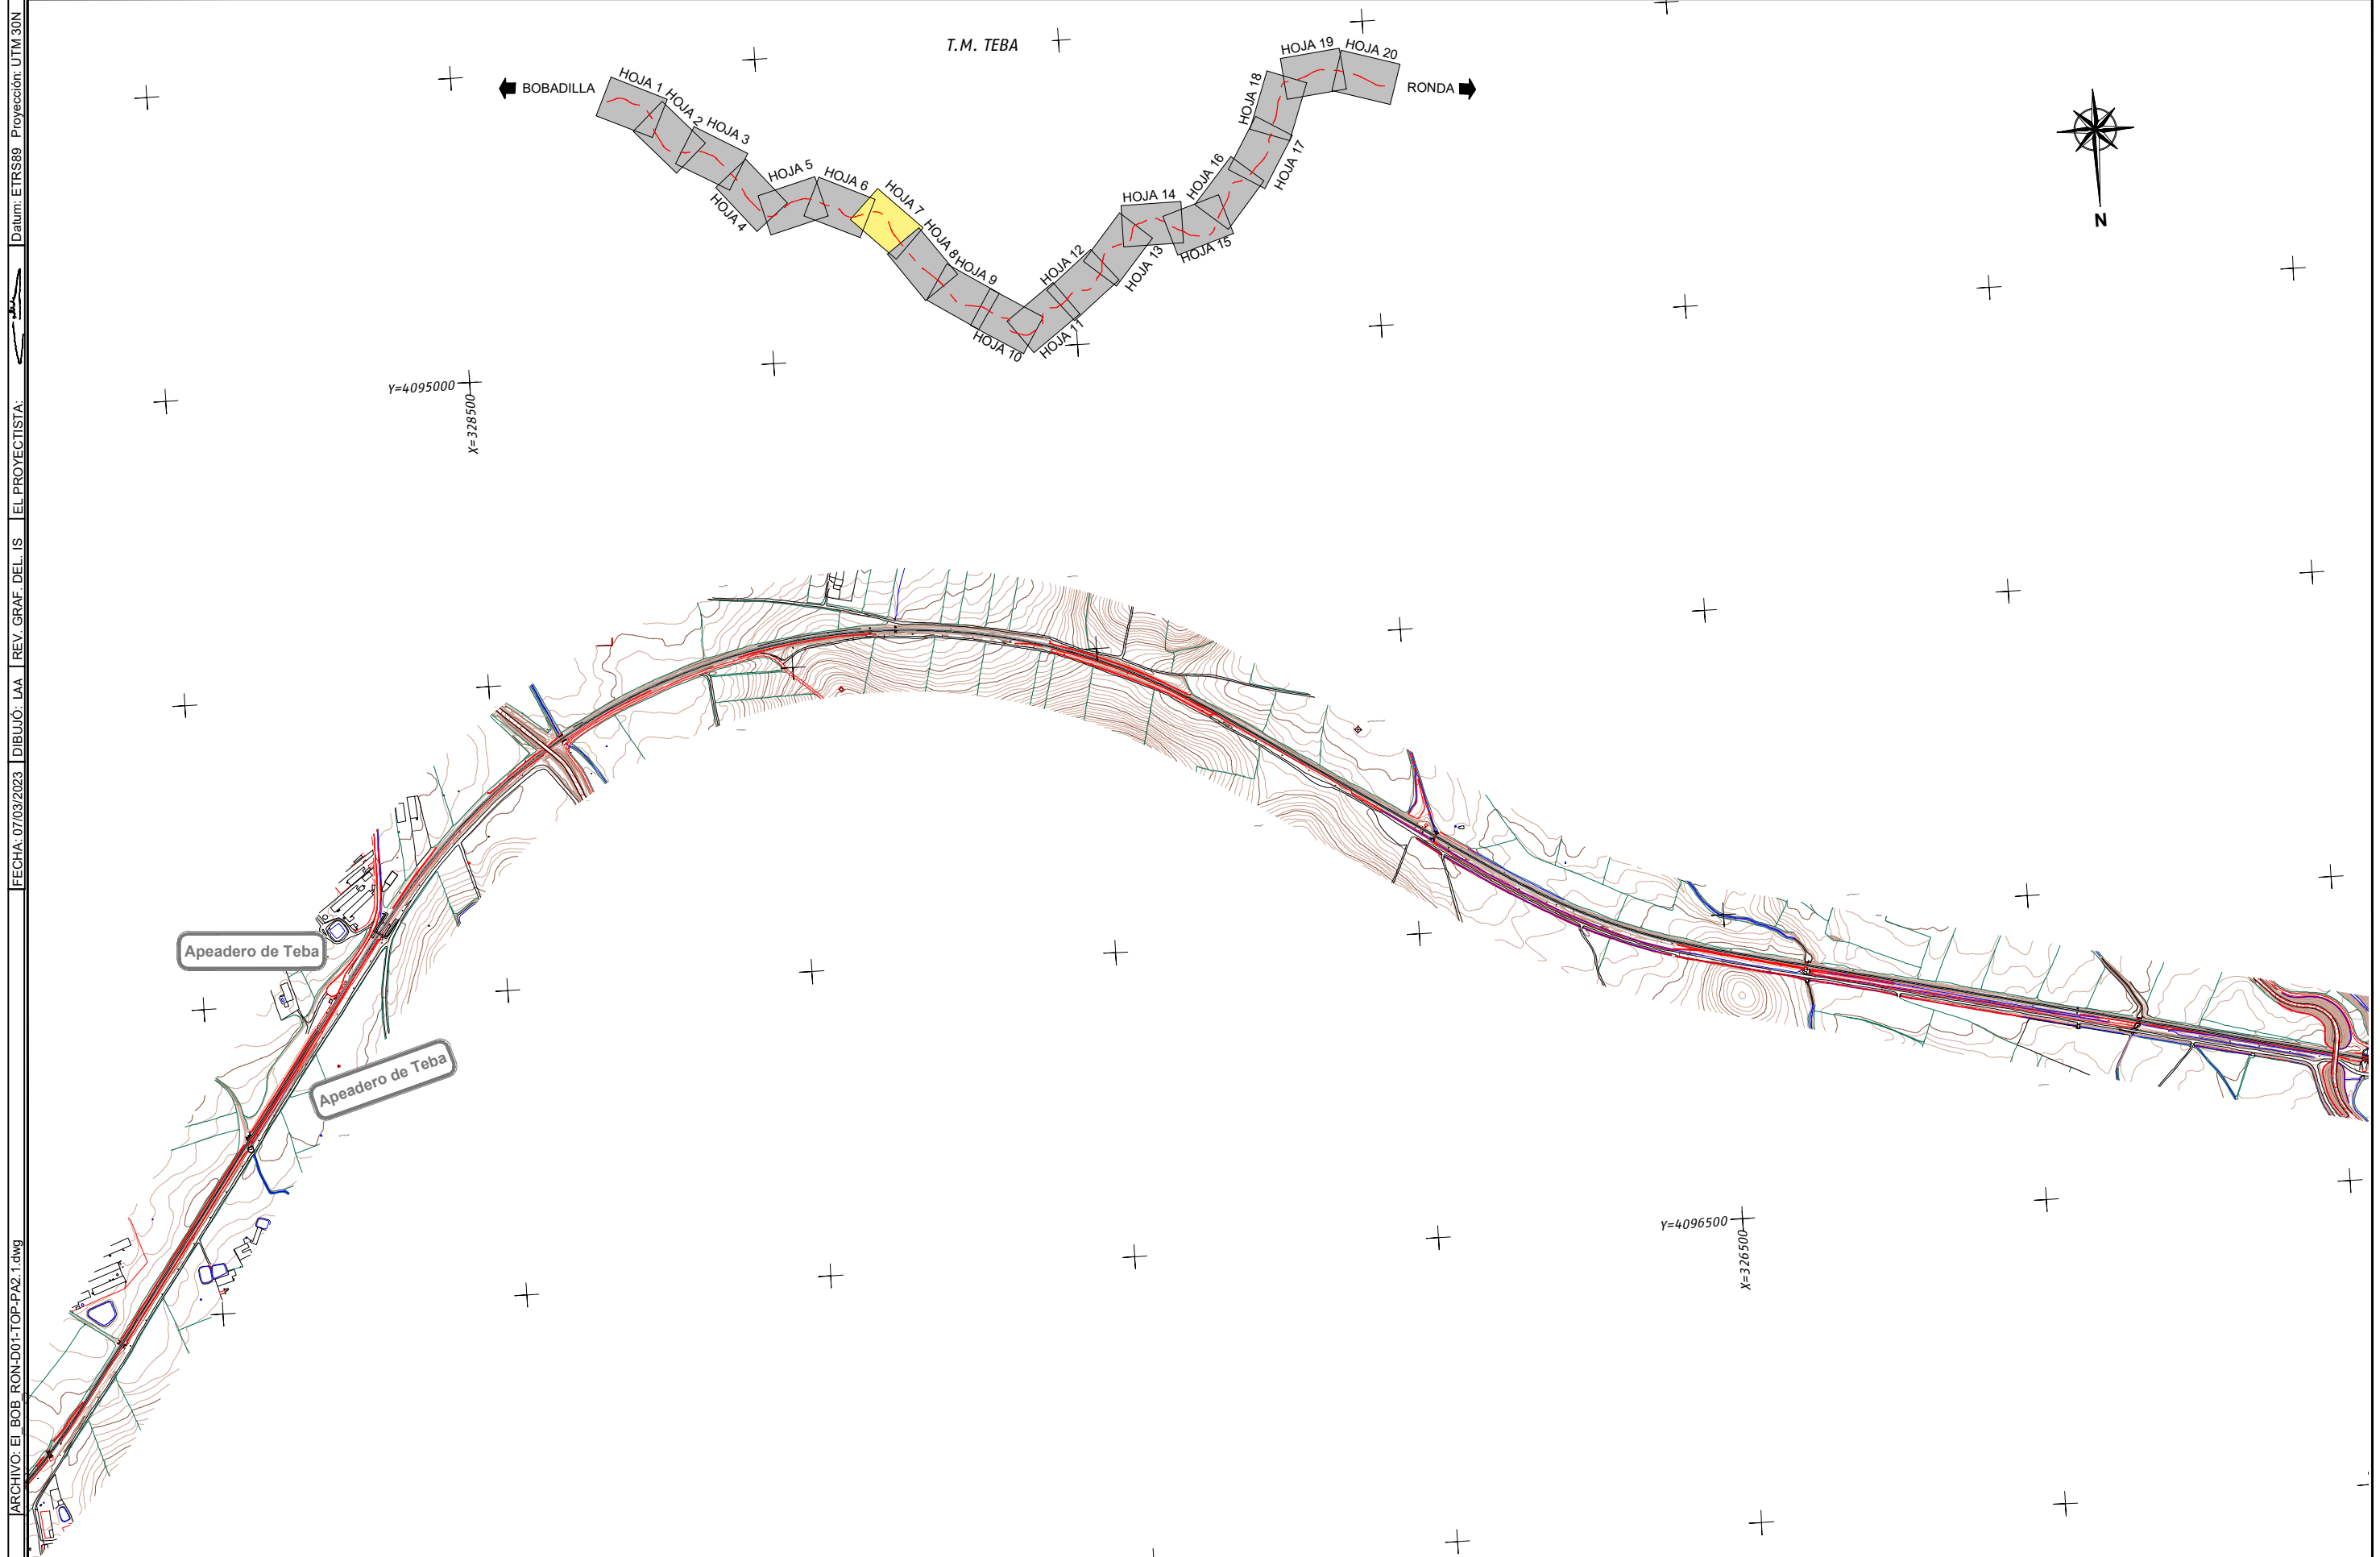 T.M. TEBA
BOBADILLA
RONDA
HOJA 1
HOJA 2
HOJA 3
HOJA 4
HOJA 5
HOJA 6
HOJA 7
HOJA 8
HOJA 9
HOJA 10
HOJA 11
HOJA 12
HOJA 13
HOJA 14
HOJA 15
HOJA 16
HOJA 17
HOJA 18
HOJA 19
HOJA 20
N
Y=4095000
X=328500
Apeadero de Teba
Apeadero de Teba
Y=4096500
X=326500
ARCHIVO: EI_BOB_RON-D01-TOP-PA2.1.dwg
FECHA: 07/03/2023
DIBUJÓ: LAA
REV. GRAF. DEL. IS
EL PROYECTISTA:
Datum: ETRS89 Proyección: UTM 30N